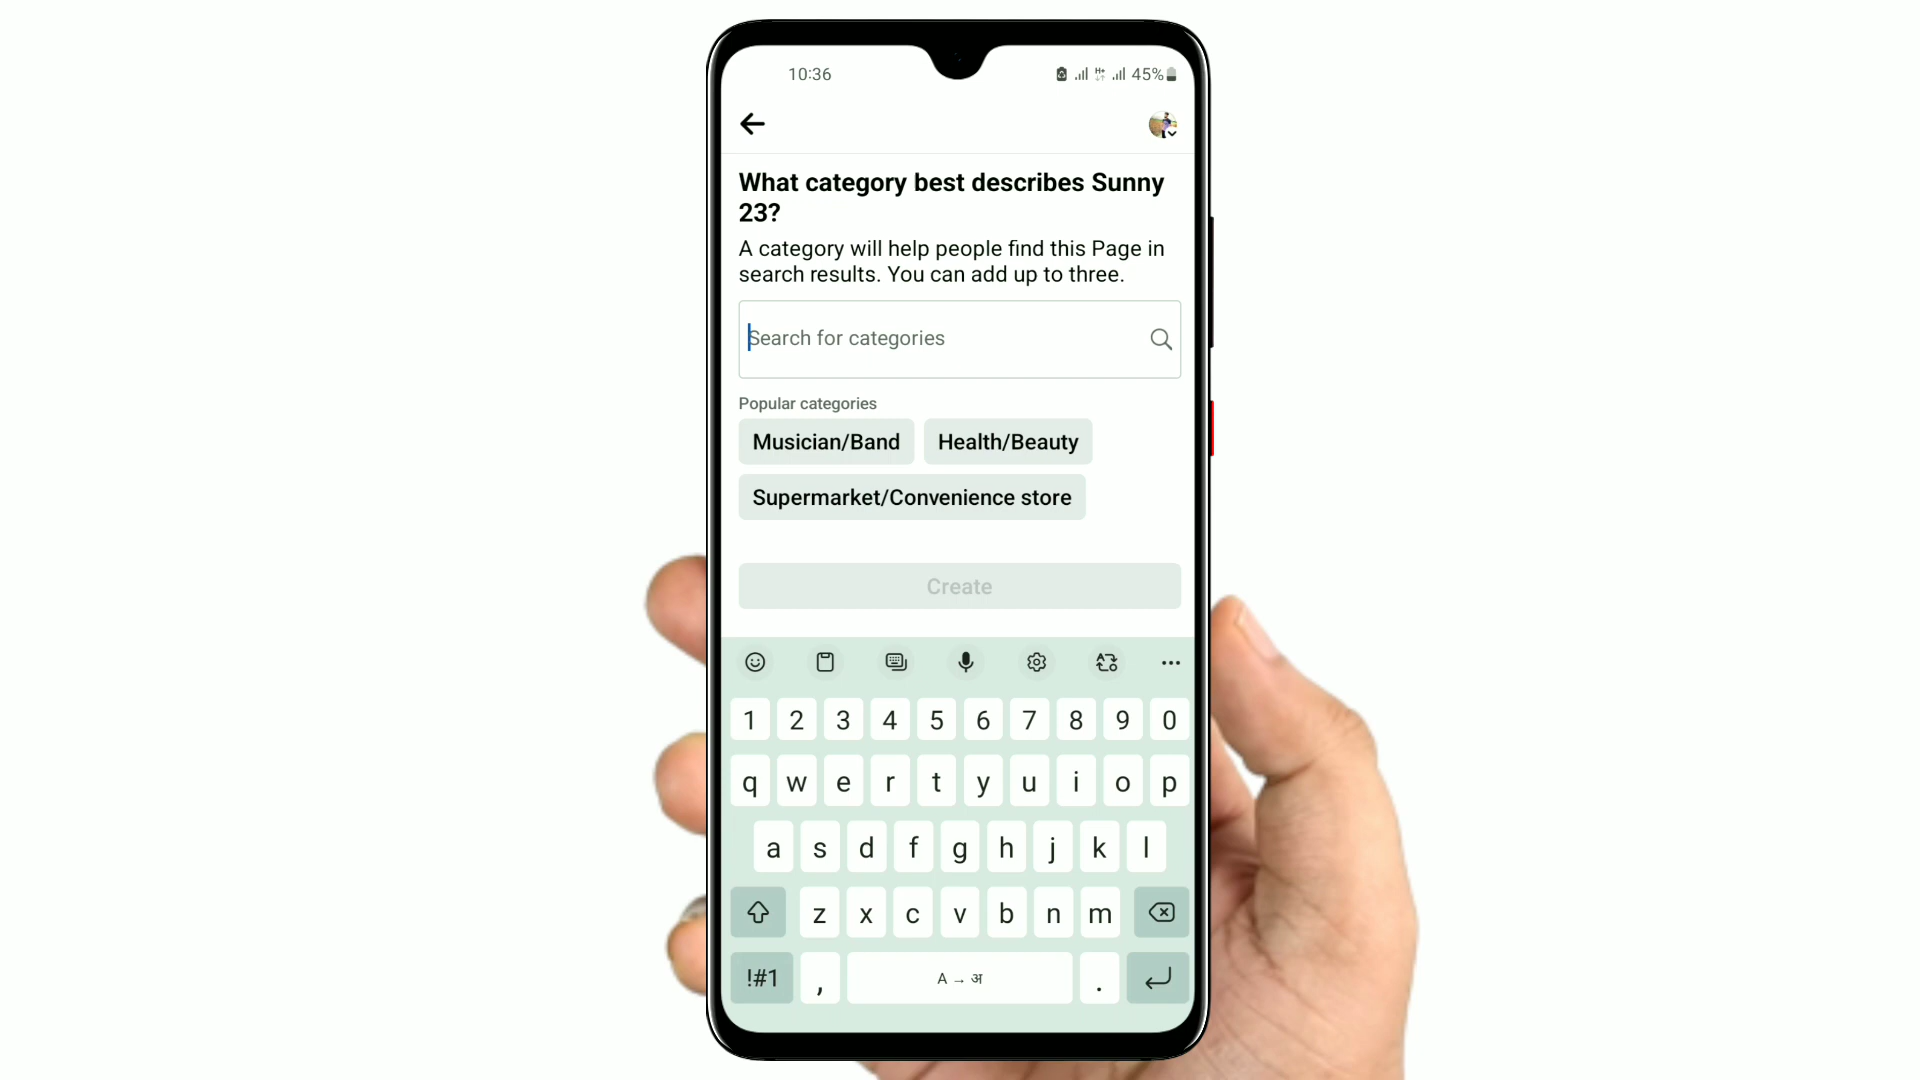 10:36 45%
What category best describes Sunny
23?
A category will help people find this Page in
search results. You can add up to three.
Search for categories
Popular categories
Musician/Band Health/Beauty
Supermarket/Convenience store
Create
1 2 3 4 5 6 7 8 9 0
q w e r t y u i o p
a s d f g h j k l
z x c v b n m
!#1 , A → अ .